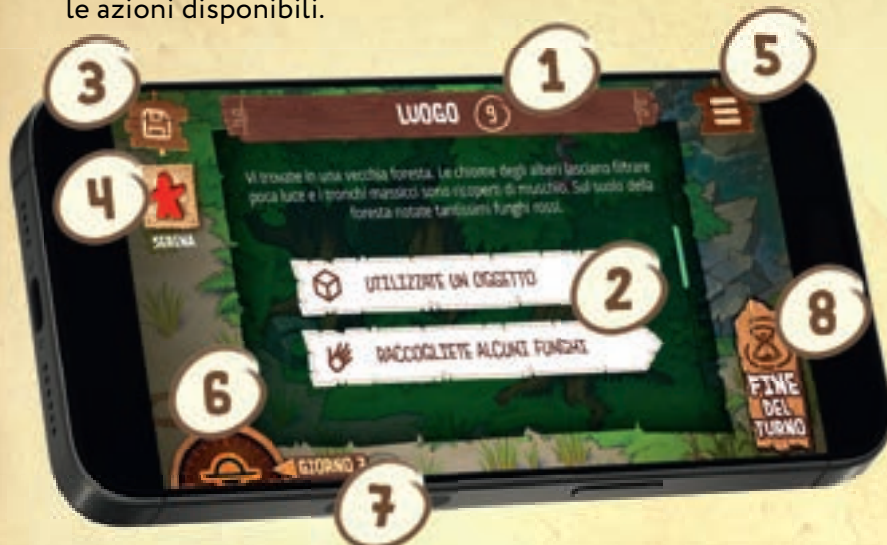 le azioni disponibili.
3
1
5
LUOGO 9
4
Vi trovate in una vecchia foresta. Le chiome degli alberi lasciano filtrare
poca luce e i tronchi massicci sono ricoperti di muschio. Sul suolo della
foresta notate tantissimi funghi rossi.
SERENA
UTILIZZATE UN OGGETTO
2
8
RACCOGLIETE ALCUNI FUNGHI
6
FINE
DEL
TURNO
GIORNO
7